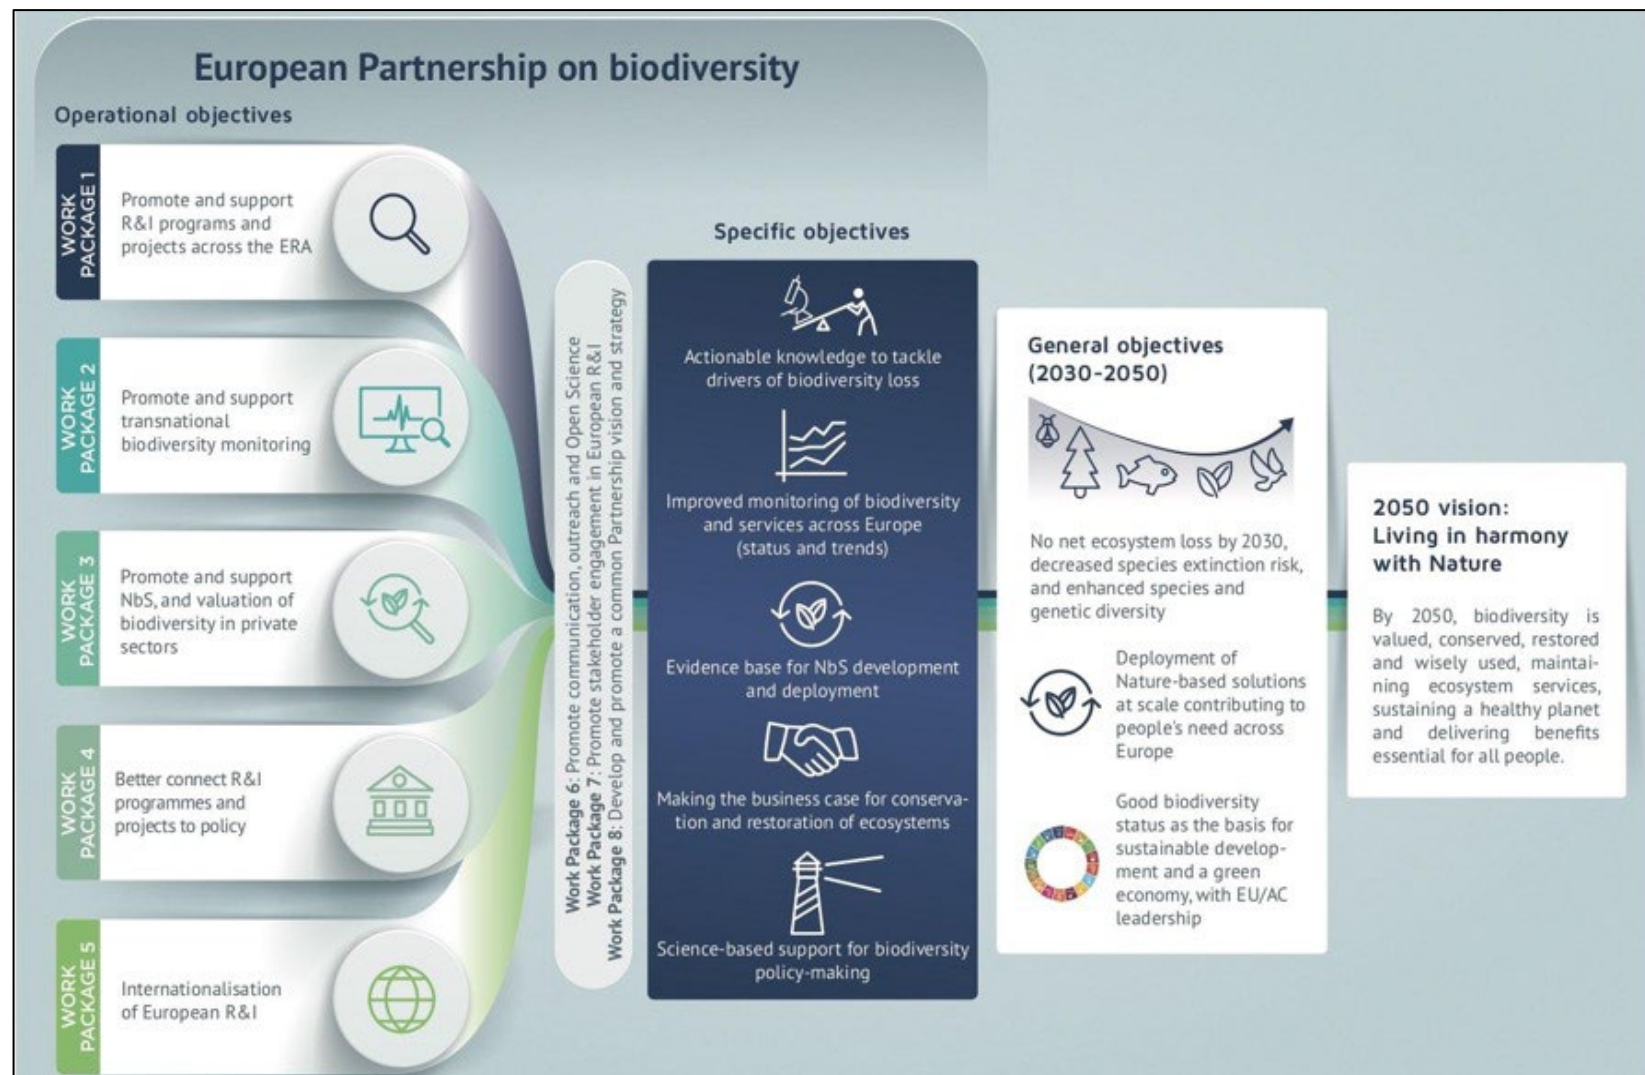 European Partnership on biodiversity
Operational objectives
WORK
PACKAGE 1
Promote and support
R&I programs and
projects across the ERA
WORK
PACKAGE 2
Promote and support
transnational
biodiversity monitoring
WORK
PACKAGE 3
Promote and support
NbS, and valuation of
biodiversity in private
sectors
WORK
PACKAGE 4
Better connect R&I
programmes and
projects to policy
WORK
PACKAGE 5
Internationalisation
of European R&I
Work Package 6: Promote communication, outreach and Open Science
Work Package 7: Promote stakeholder engagement in European R&I
Work Package 8: Develop and promote a common Partnership vision and strategy
Specific objectives
Actionable knowledge to tackle
drivers of biodiversity loss
Improved monitoring of biodiversity
and services across Europe
(status and trends)
Evidence base for NbS development
and deployment
Making the business case for conserva-
tion and restoration of ecosystems
Science-based support for biodiversity
policy-making
General objectives
(2030-2050)
No net ecosystem loss by 2030,
decreased species extinction risk,
and enhanced species and
genetic diversity
Deployment of
Nature-based solutions
at scale contributing to
people's need across
Europe
Good biodiversity
status as the basis for
sustainable develop-
ment and a green
economy, with EU/AC
leadership
2050 vision:
Living in harmony
with Nature
By 2050, biodiversity is
valued, conserved, restored
and wisely used, maintai-
ning ecosystem services,
sustaining a healthy planet
and delivering benefits
essential for all people.